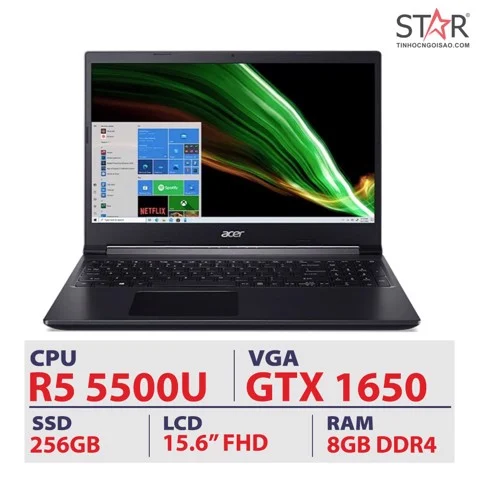 STAR
TINHOCNGOISAO.COM
Spotify
NETFLIX
acer
CPU
R5 5500U
VGA
GTX 1650
SSD
256GB
LCD
15.6” FHD
RAM
8GB DDR4